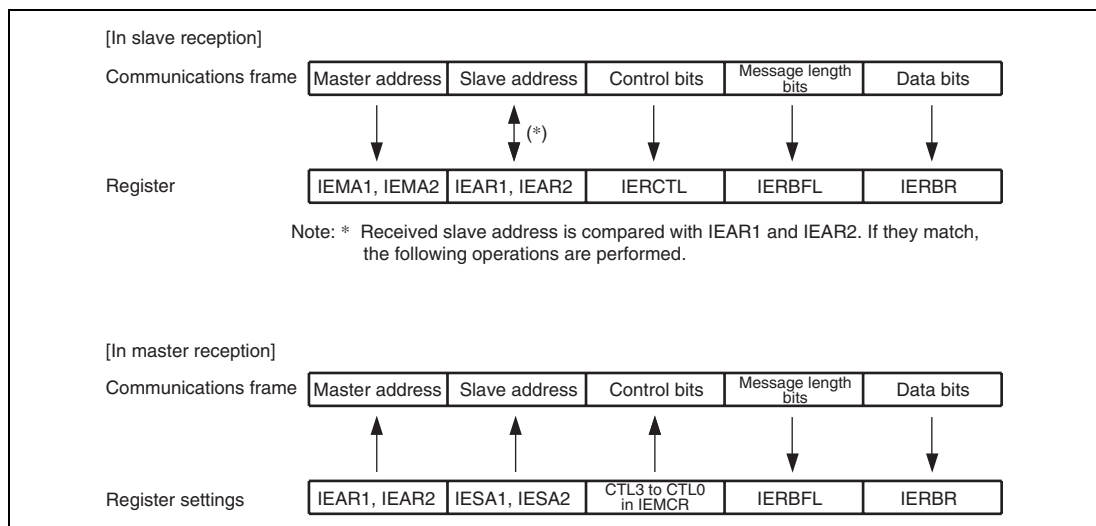 [In slave reception]
Communications frame Master address Slave address Control bits Message length bits Data bits
(*)
Register IEMA1, IEMA2 IEAR1, IEAR2 IERCTL IERBFL IERBR
Note: * Received slave address is compared with IEAR1 and IEAR2. If they match,
the following operations are performed.
[In master reception]
Communications frame Master address Slave address Control bits Message length bits Data bits
Register settings IEAR1, IEAR2 IESA1, IESA2 CTL3 to CTL0 in IEMCR IERBFL IERBR